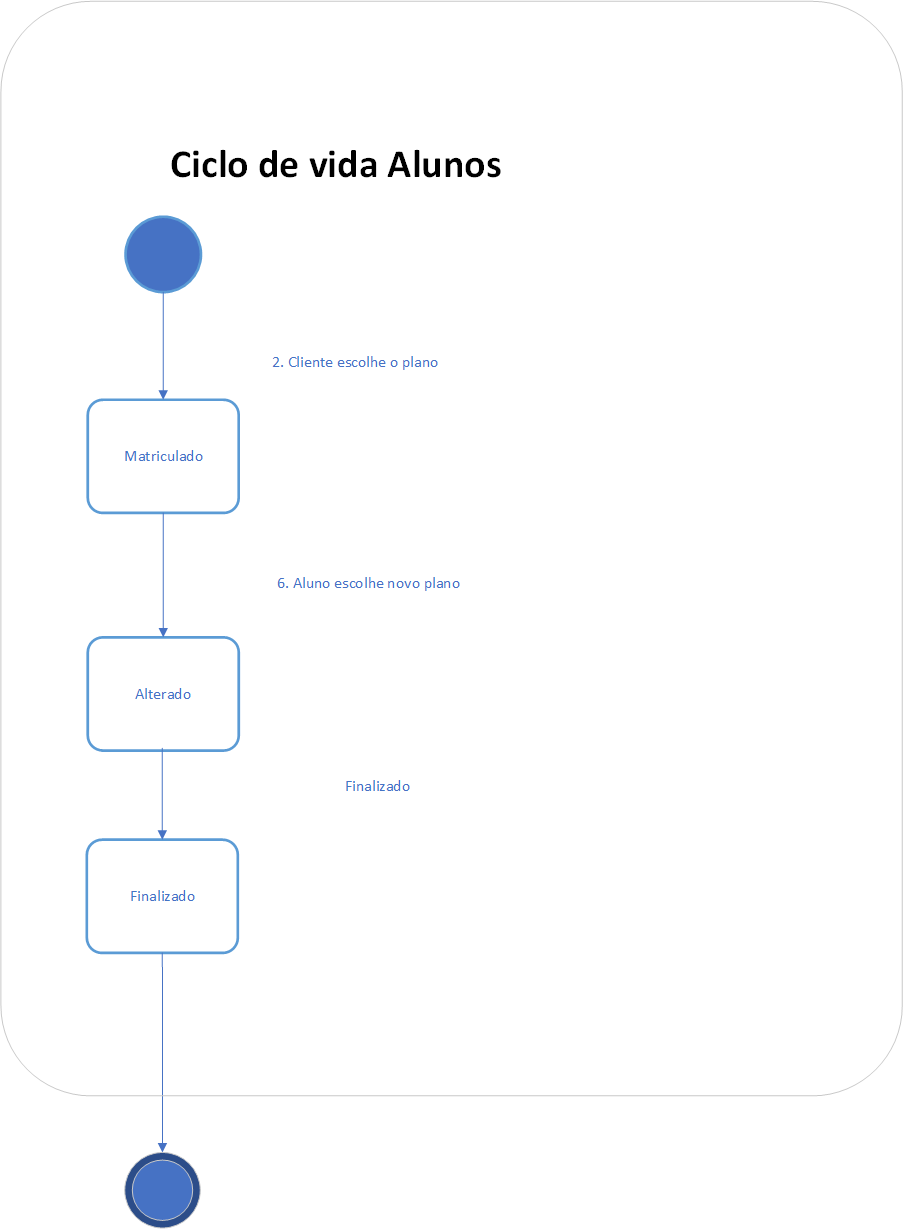 Ciclo de vida Alunos
2. Cliente escolhe o plano
Matriculado
6. Aluno escolhe novo plano
Alterado
Finalizado
Finalizado